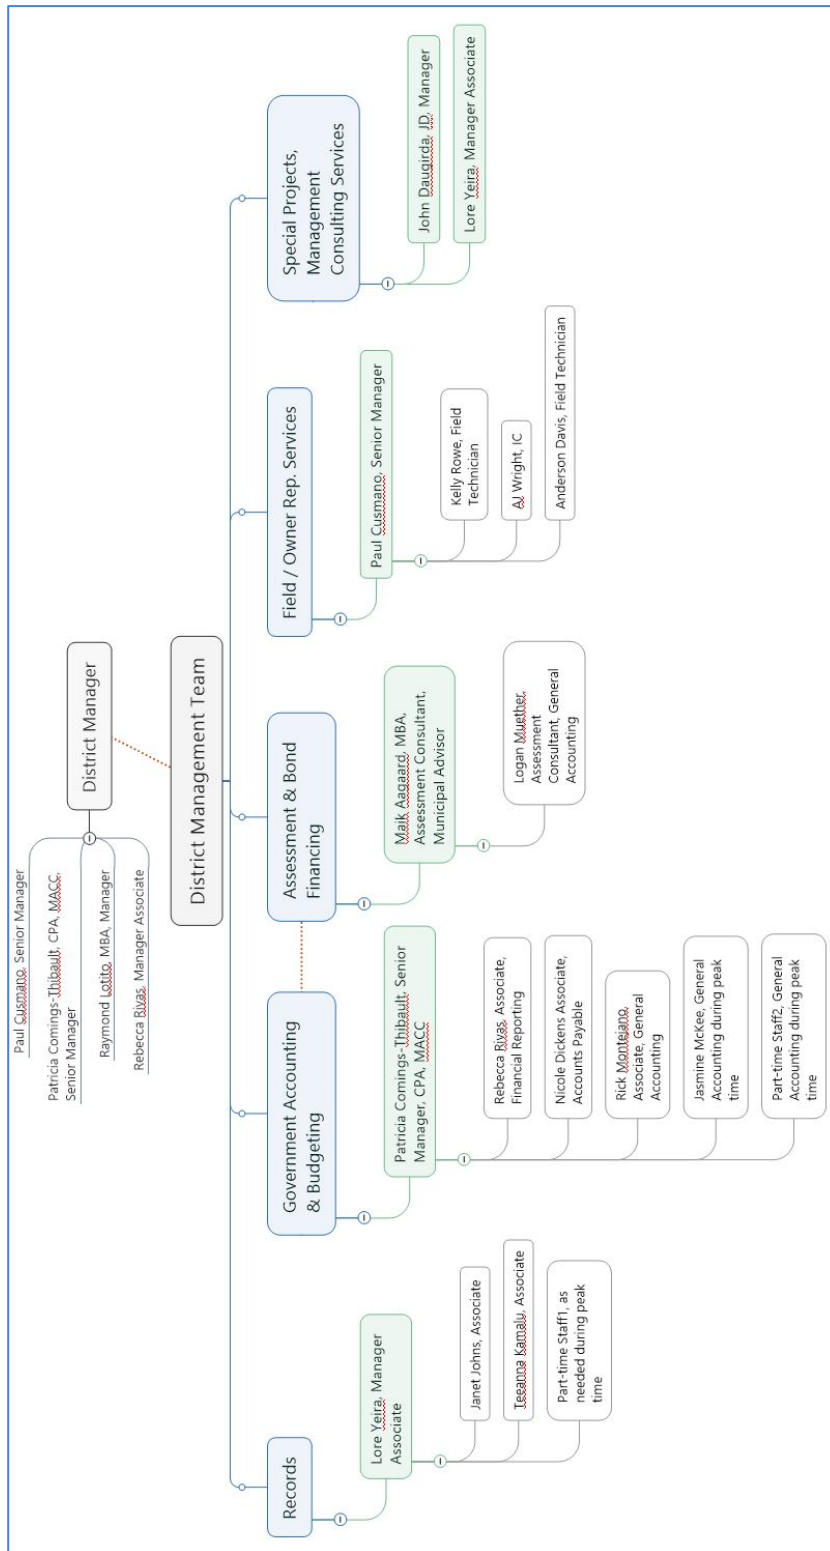 Paul Cusmano, Senior Manager
Patricia Comings-Thibault, CPA, MACC,
Senior Manager
Raymond Lotito, MBA, Manager
Rebecca Rivas, Manager Associate
District Manager
District Management Team
Records
Lore Yeira, Manager
Associate
Janet Johns, Associate
Teeanna Kamalu, Associate
Part-time Staff1, as
needed during peak
time
Government Accounting
& Budgeting
Patricia Comings-Thibault, Senior
Manager, CPA, MACC
Rebecca Rivas, Associate,
Financial Reporting
Nicole Dickens Associate,
Accounts Payable
Rick Montejano,
Associate, General
Accounting
Jasmine McKee, General
Accounting during peak
time
Part-time Staff2, General
Accounting during peak
time
Assessment & Bond
Financing
Maik Aagaard, MBA,
Assessment Consultant,
Municipal Advisor
Logan Muether,
Assessment
Consultant, General
Accounting
Field / Owner Rep. Services
Paul Cusmano, Senior Manager
Kelly Rowe, Field
Technician
AJ Wright, IC
Anderson Davis, Field Technician
Special Projects,
Management
Consulting Services
John Daugirda, JD, Manager
Lore Yeira, Manager Associate